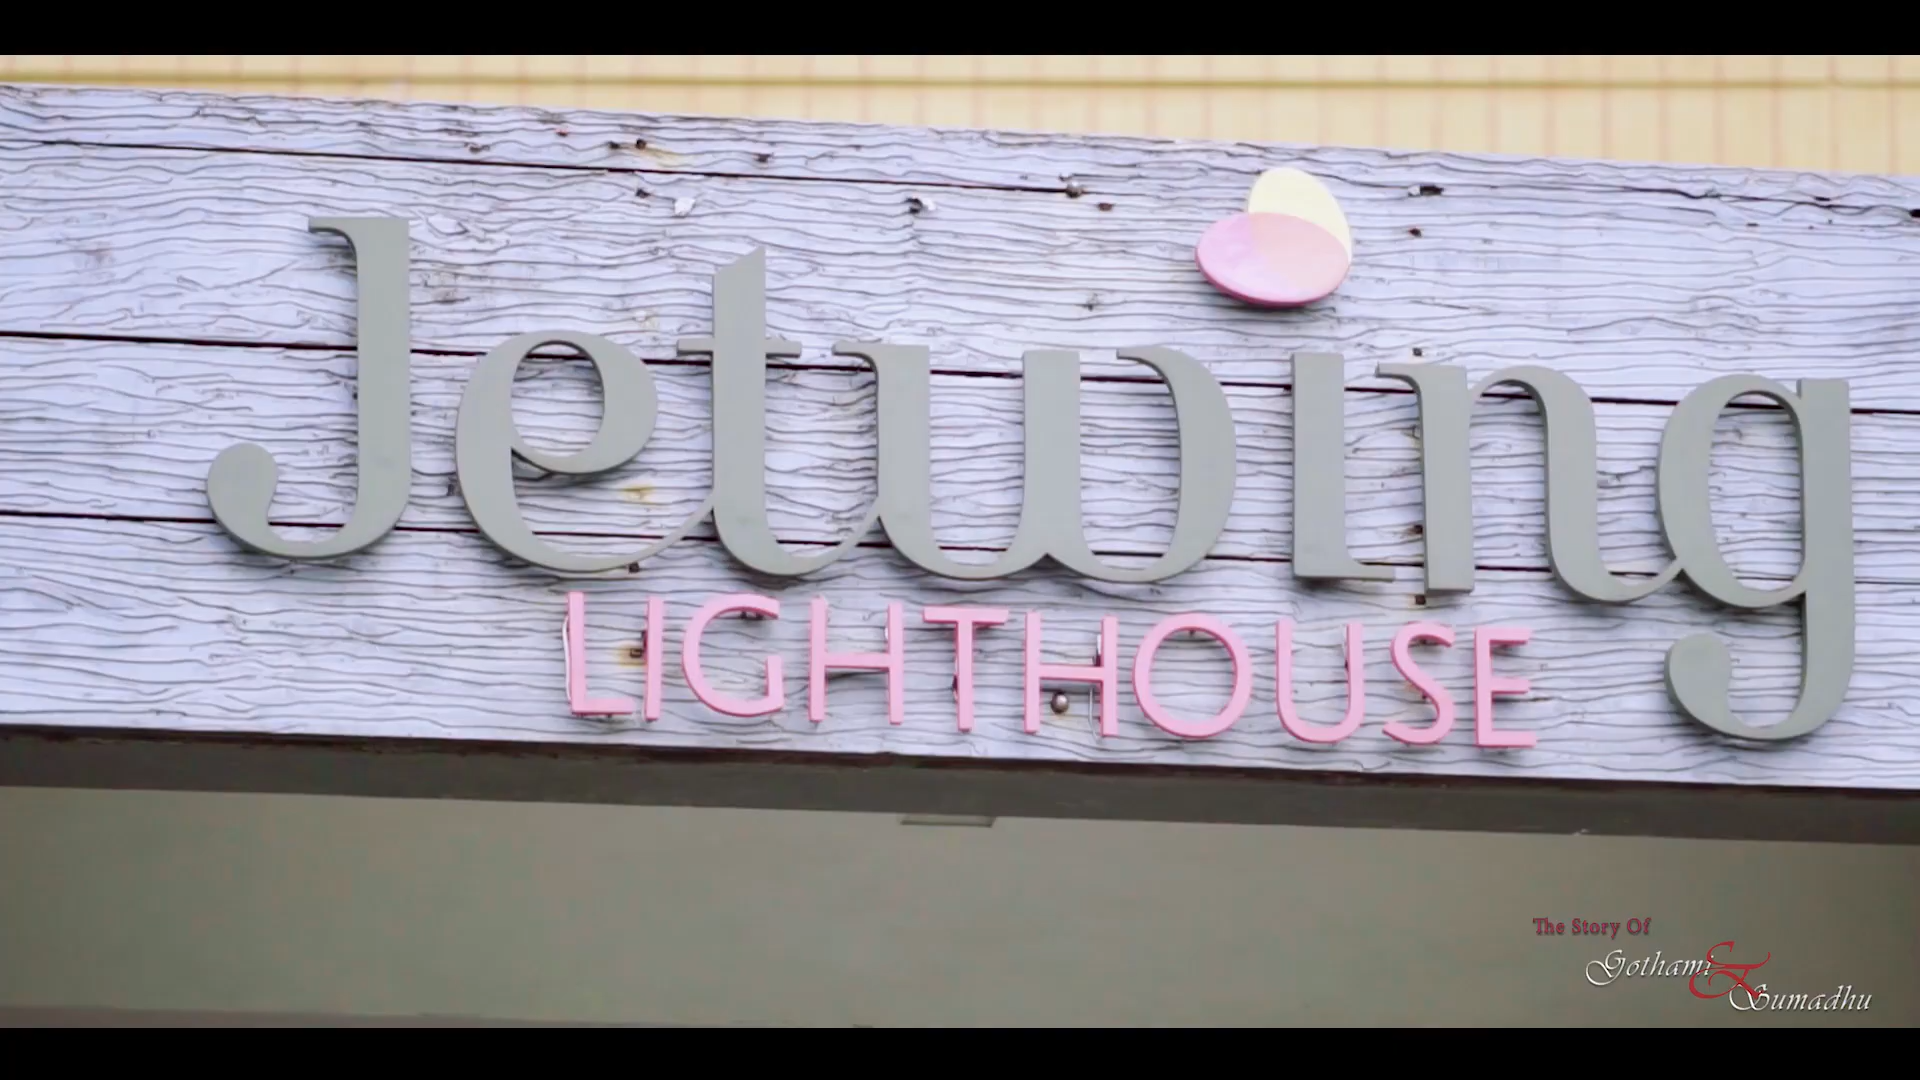 Jetwing
LIGHTHOUSE
The Story Of
Gothami
&
Sumadhu